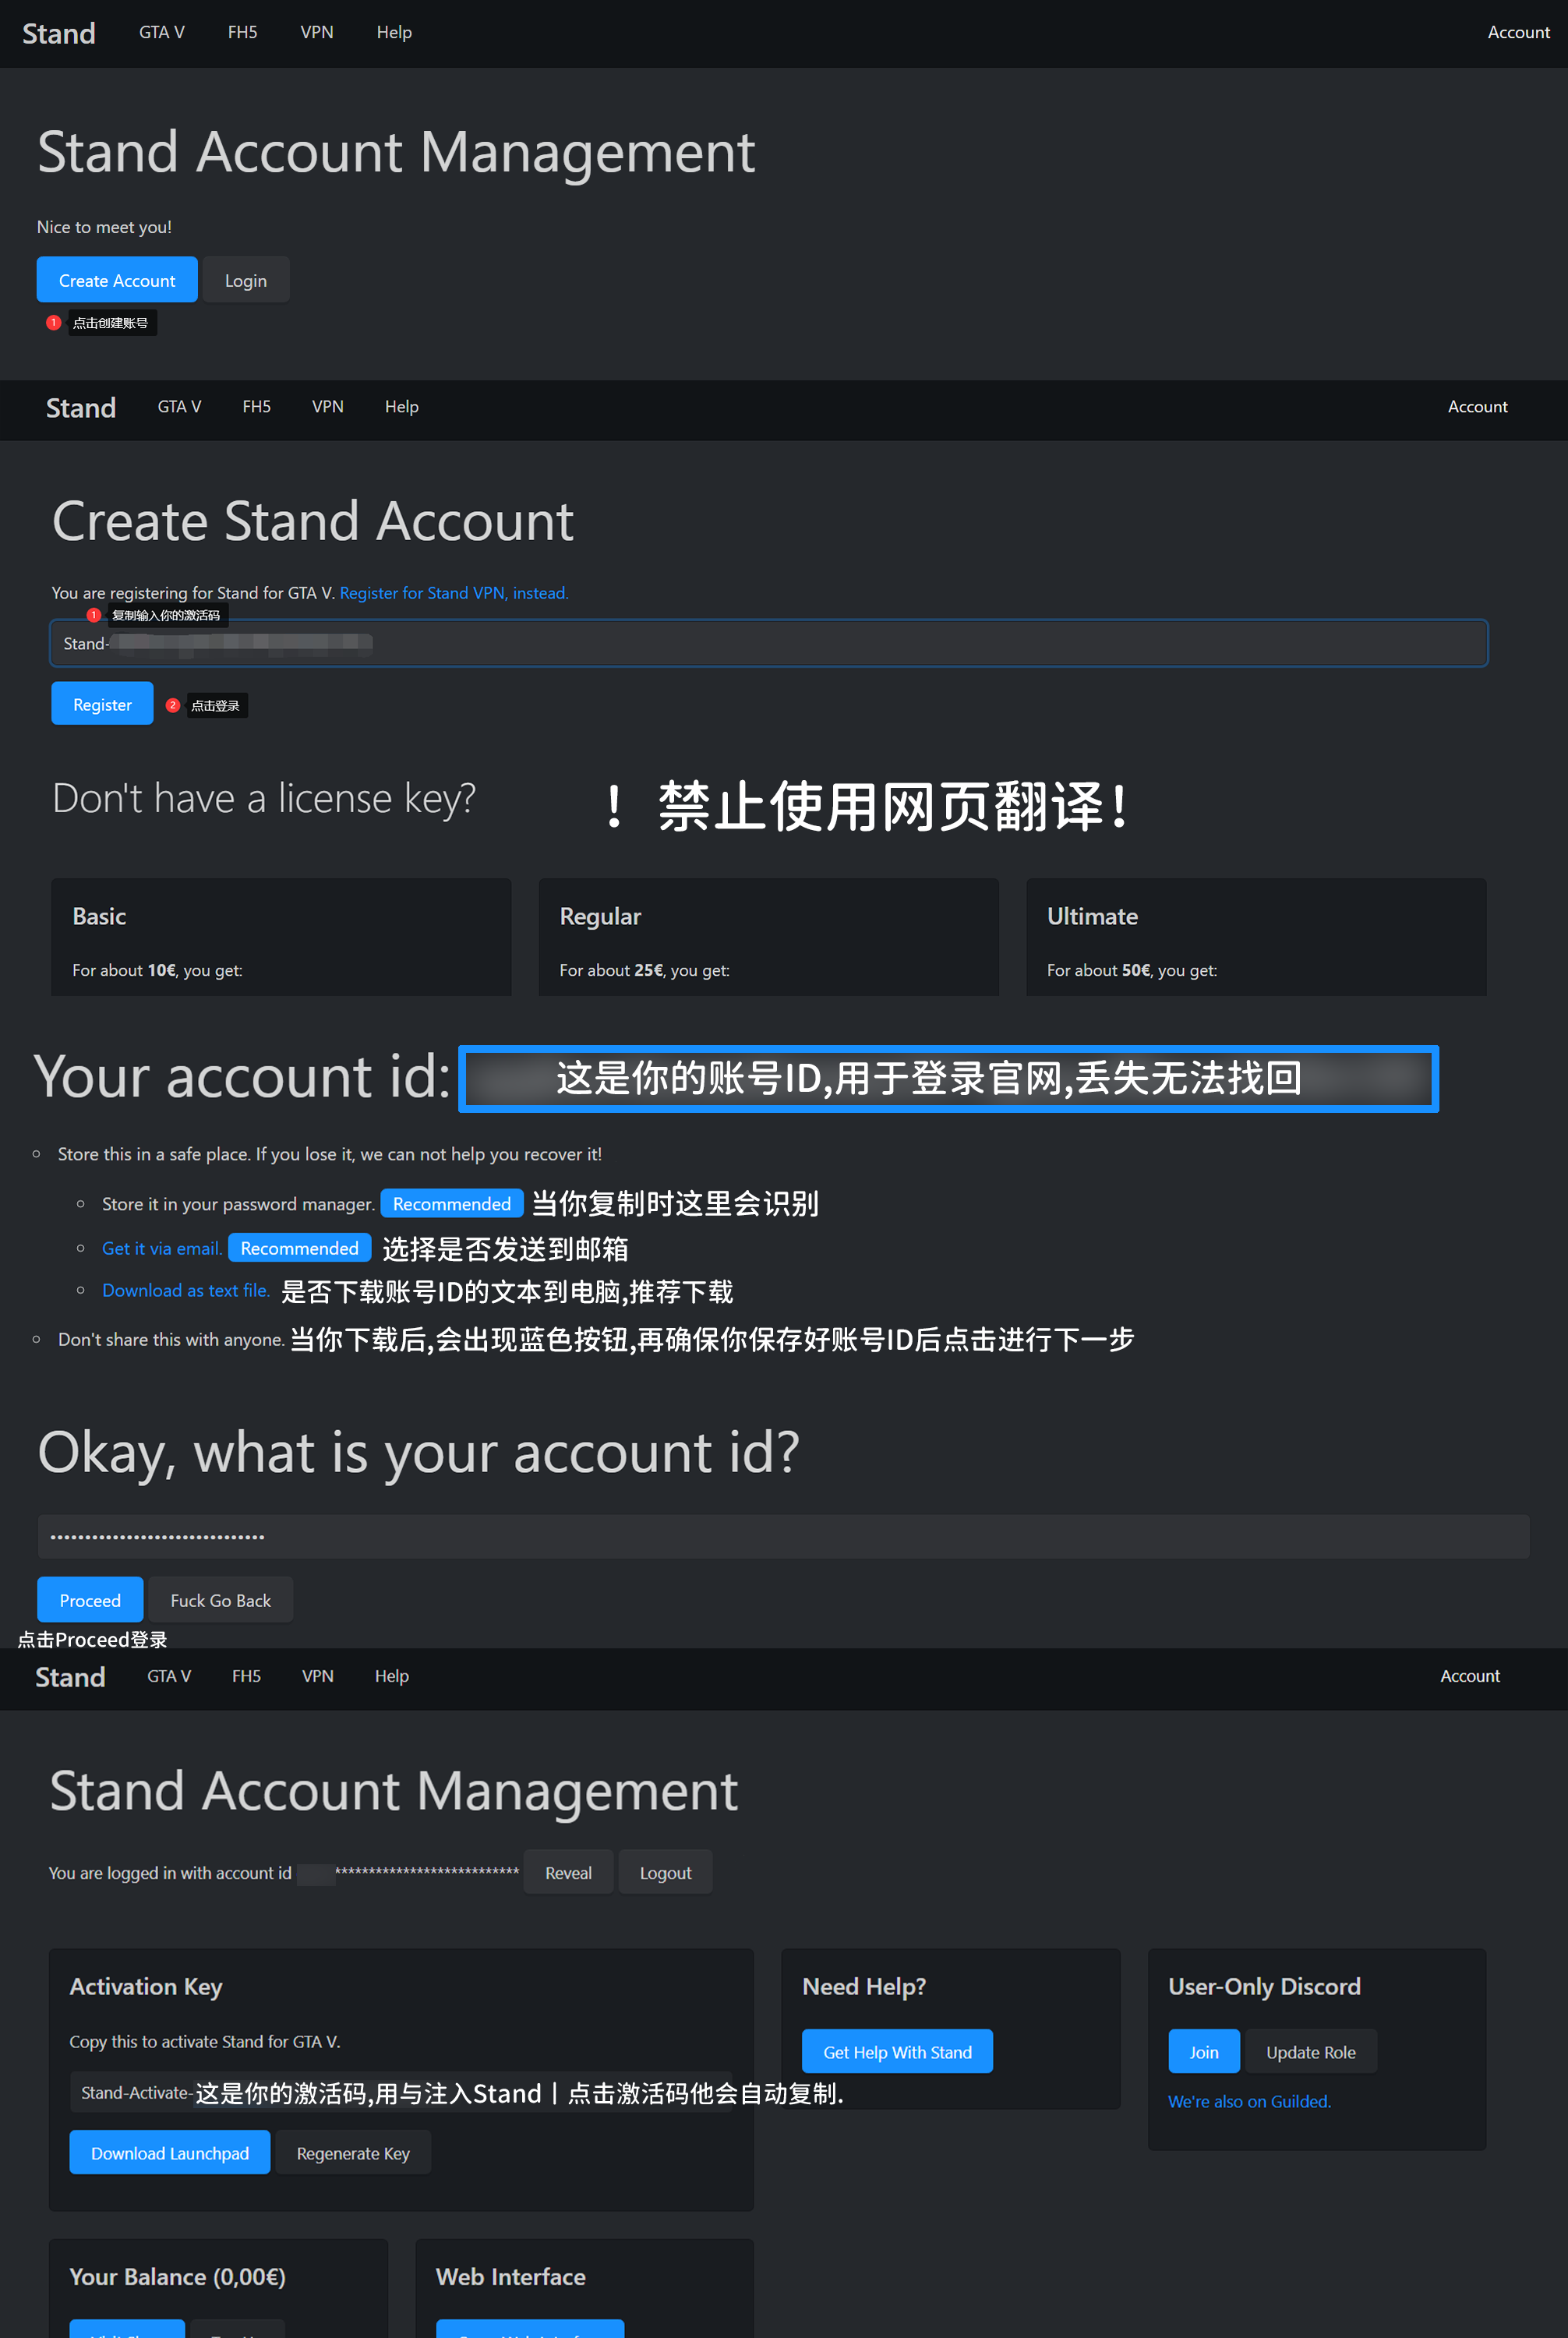 Stand GTA V FH5 VPN Help Account
Stand Account Management
Nice to meet you!
Create Account Login
1 点击创建账号
Stand GTA V FH5 VPN Help Account
Create Stand Account
You are registering for Stand for GTA V. Register for Stand VPN, instead.
1 复制输入你的激活码
Stand-
Register 2 点击登录
Don't have a license key? ！禁止使用网页翻译！
Basic Regular Ultimate
For about 10€, you get: For about 25€, you get: For about 50€, you get:
Your account id: 这是你的账号ID,用于登录官网,丢失无法找回
Store this in a safe place. If you lose it, we can not help you recover it!
Store it in your password manager. Recommended 当你复制时这里会识别
Get it via email. Recommended 选择是否发送到邮箱
Download as text file. 是否下载账号ID的文本到电脑,推荐下载
Don't share this with anyone. 当你下载后,会出现蓝色按钮,再确保你保存好账号ID后点击进行下一步
Okay, what is your account id?
Proceed Fuck Go Back
点击Proceed登录
Stand GTA V FH5 VPN Help Account
Stand Account Management
You are logged in with account id **************************** Reveal Logout
Activation Key Need Help? User-Only Discord
Copy this to activate Stand for GTA V. Get Help With Stand Join Update Role
Stand-Activate-这是你的激活码,用与注入Stand丨点击激活码他会自动复制. We're also on Guilded.
Download Launchpad Regenerate Key
Your Balance (0,00€) Web Interface